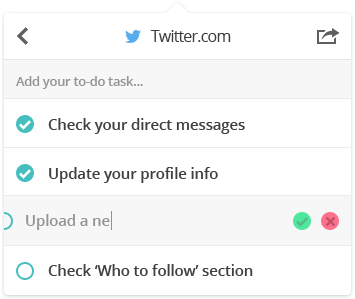 Twitter.com
Add your to-do task...
Check your direct messages
Update your profile info
Upload a ne
Check ‘Who to follow’ section